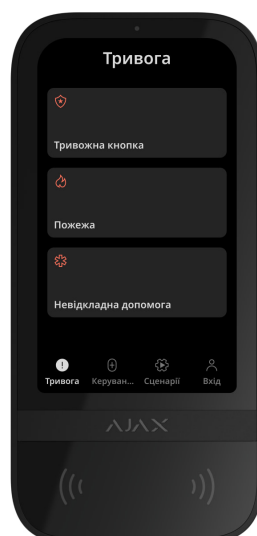 Тривога
Тривожна кнопка
Пожежа
Невідкладна допомога
Тривога Керуван... Сценарії Вхід
AJAX